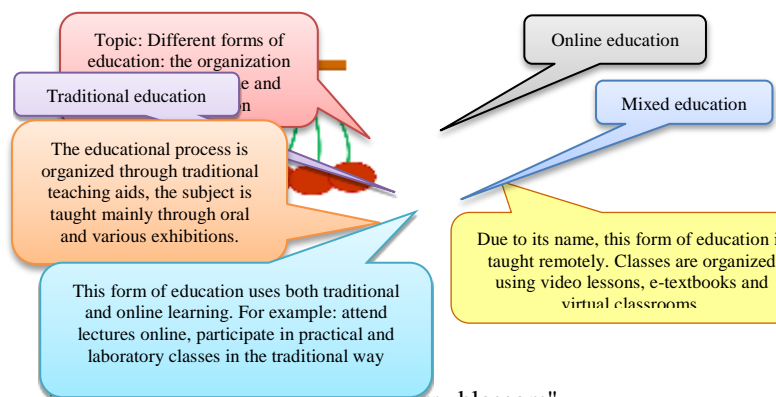 Topic: Different forms of
education: the organization
e and
n
Traditional education
Online education
Mixed education
The educational process is
organized through traditional
teaching aids, the subject is
taught mainly through oral
and various exhibitions.
Due to its name, this form of education i
taught remotely. Classes are organized
using video lessons, e-textbooks and
virtual classrooms
This form of education uses both traditional
and online learning. For example: attend
lectures online, participate in practical and
laboratory classes in the traditional way